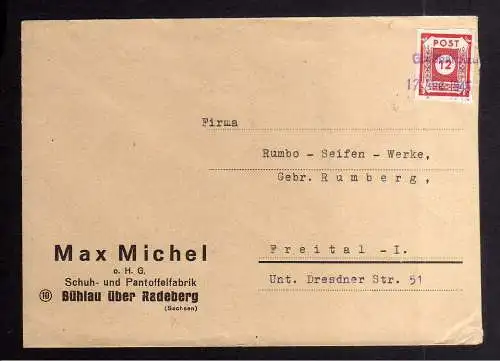 POST
12
Firma
Rumbo - Seifen - Werke,
Gebr. Rumberg,
Freital - I.
Unt. Dresdner Str. 51
Max Michel
o. H. G.
Schuh- und Pantoffelfabrik
(10) Bühlau über Radeberg
(Sachsen)